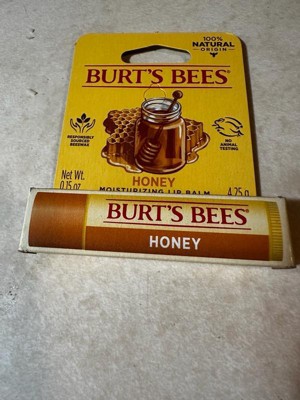 100%
NATURAL
ORIGIN
BURT'S BEES®
RESPONSIBLY
SOURCED
BEESWAX
NO
ANIMAL
TESTING
HONEY
MOISTURIZING LIP BALM
Net Wt.
0.15 oz
4.25 g
BURT'S BEES®
HONEY